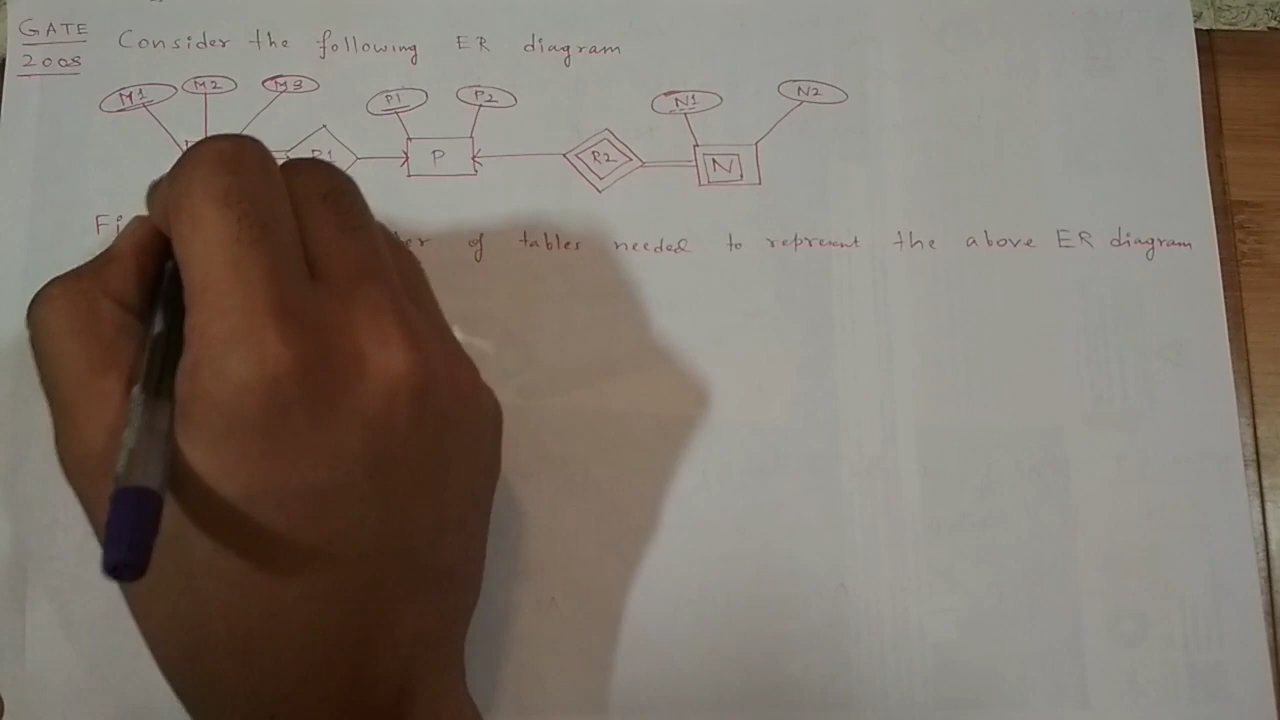 GATE
2008
Consider the following ER diagram
M1 M2 M3 P1 P2 N1 N2
P R2 N
of tables needed to represent the above ER diagram